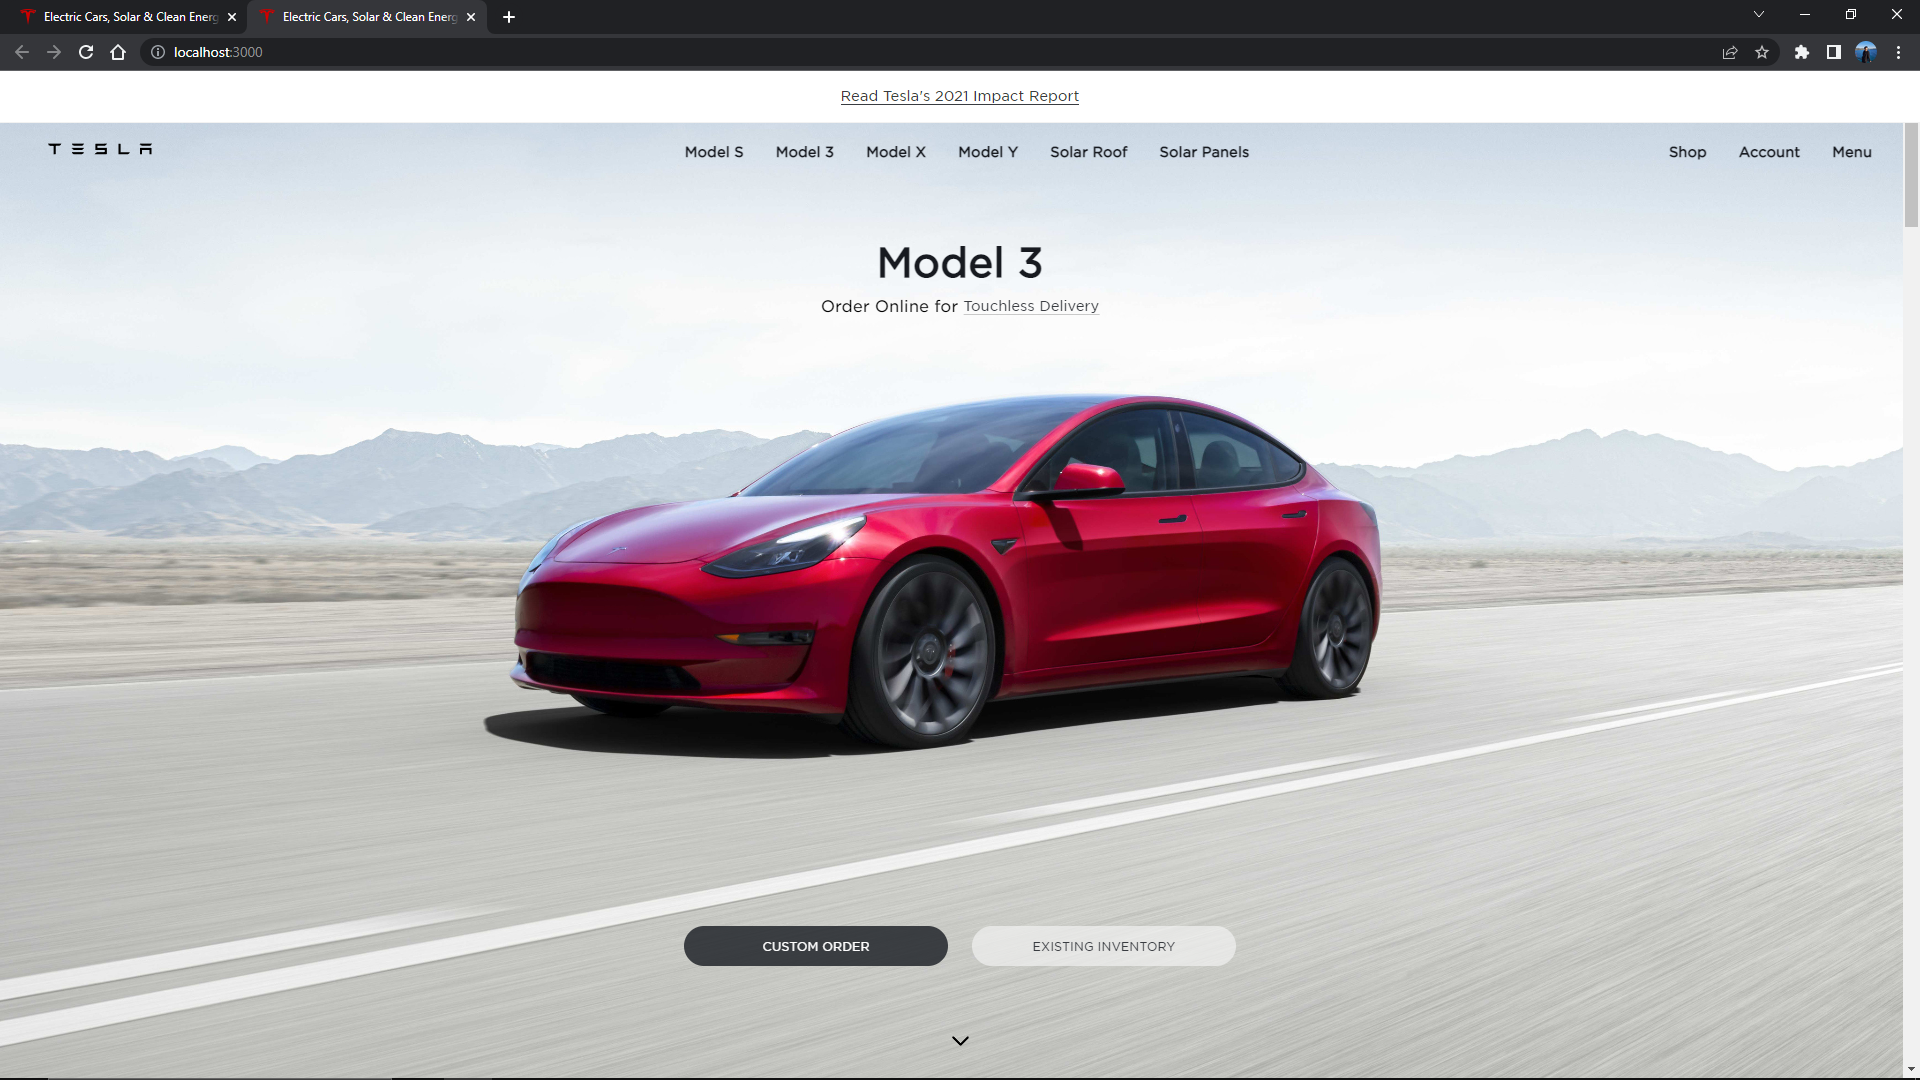 Electric Cars, Solar & Clean Energ
Electric Cars, Solar & Clean Energ
localhost:3000
Read Tesla's 2021 Impact Report
TESLA
Model S
Model 3
Model X
Model Y
Solar Roof
Solar Panels
Shop
Account
Menu
Model 3
Order Online for Touchless Delivery
CUSTOM ORDER
EXISTING INVENTORY